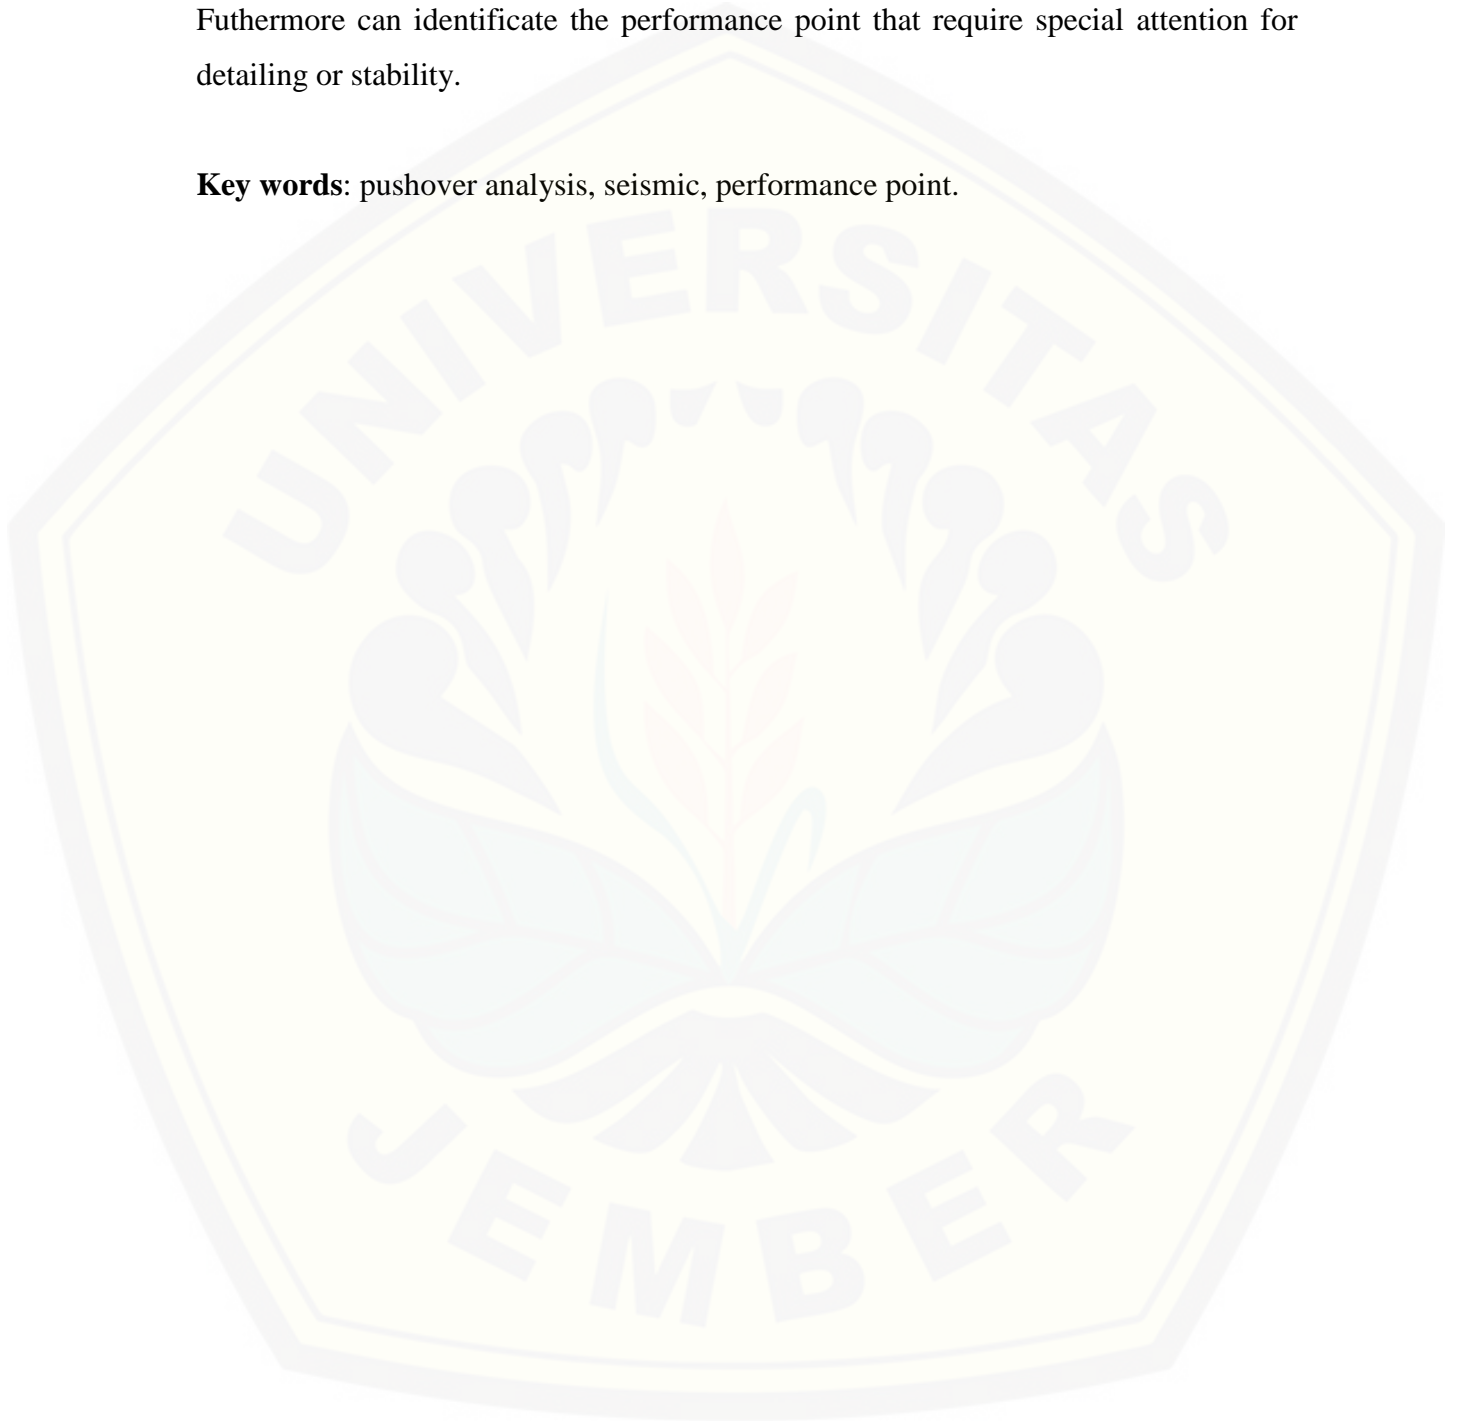 Futhermore can identificate the performance point that require special attention for
detailing or stability.
Key words: pushover analysis, seismic, performance point.
UNIVERSITAS
JEMBER